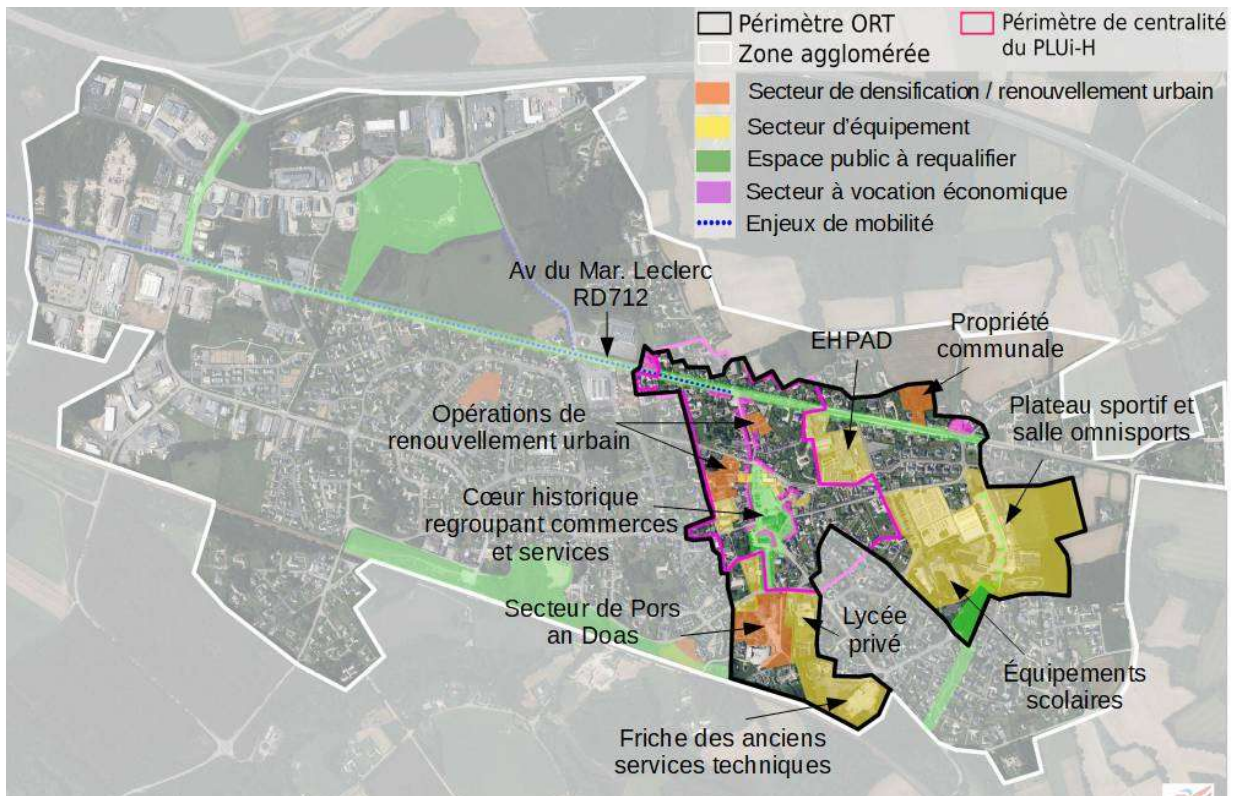 Périmètre ORT
Périmètre de centralité
du PLUi-H
Zone agglomérée
Secteur de densification / renouvellement urbain
Secteur d'équipement
Espace public à requalifier
Secteur à vocation économique
Enjeux de mobilité
Av du Mar. Leclerc
RD712
EHPAD
Propriété
communale
Plateau sportif et
salle omnisports
Opérations de
renouvellement urbain
Cœur historique
regroupant commerces
et services
Secteur de Pors
an Doas
Lycée
privé
Équipements
scolaires
Friche des anciens
services techniques